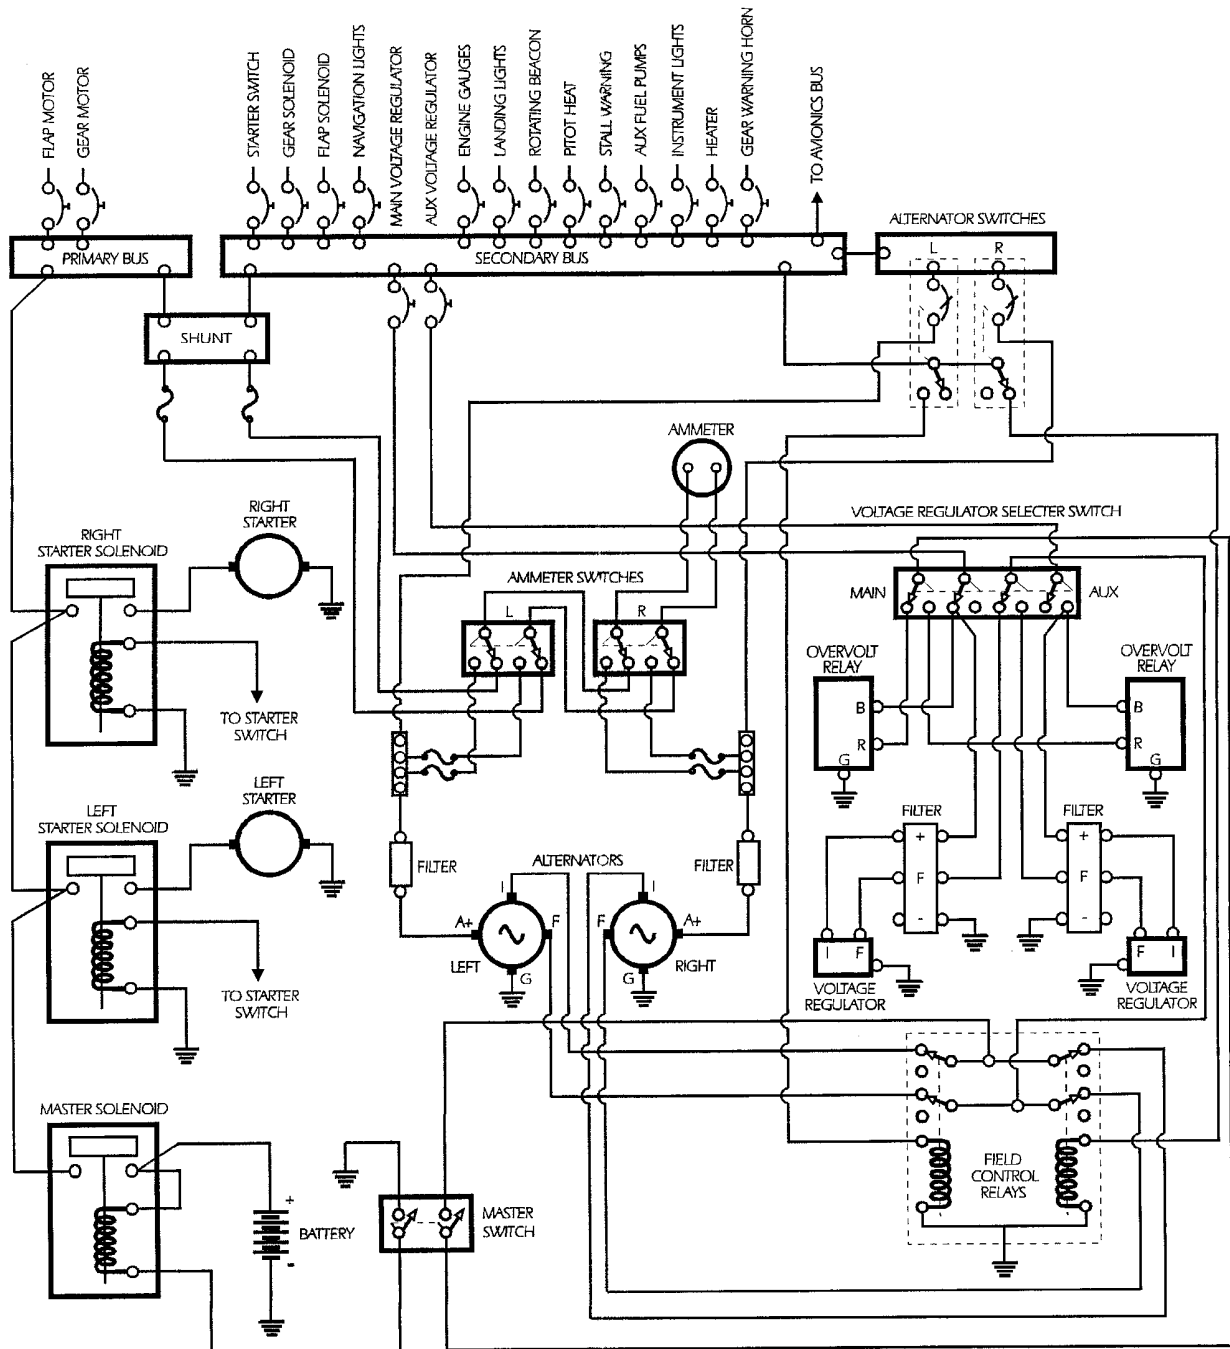 FLAP MOTOR
GEAR MOTOR
STARTER SWITCH
GEAR SOLENOID
FLAP SOLENOID
NAVIGATION LIGHTS
MAIN VOLTAGE REGULATOR
AUX VOLTAGE REGULATOR
ENGINE GAUGES
LANDING LIGHTS
ROTATING BEACON
PITOT HEAT
STALL WARNING
AUX FUEL PUMPS
INSTRUMENT LIGHTS
HEATER
GEAR WARNING HORN
TO AVIONICS BUS
ALTERNATOR SWITCHES
L
R
PRIMARY BUS
SECONDARY BUS
SHUNT
AMMETER
RIGHT
STARTER
RIGHT
STARTER SOLENOID
VOLTAGE REGULATOR SELECTER SWITCH
AMMETER SWITCHES
L
R
MAIN
AUX
OVERVOLT
RELAY
B
R
G
OVERVOLT
RELAY
B
R
G
TO STARTER
SWITCH
LEFT
STARTER
LEFT
STARTER SOLENOID
FILTER
ALTERNATORS
FILTER
FILTER
+
F
-
FILTER
+
F
-
I
A+
F
LEFT
G
I
F
A+
G
RIGHT
I
F
VOLTAGE
REGULATOR
F
I
VOLTAGE
REGULATOR
TO STARTER
SWITCH
MASTER SOLENOID
FIELD
CONTROL
RELAYS
+
BATTERY
-
MASTER
SWITCH